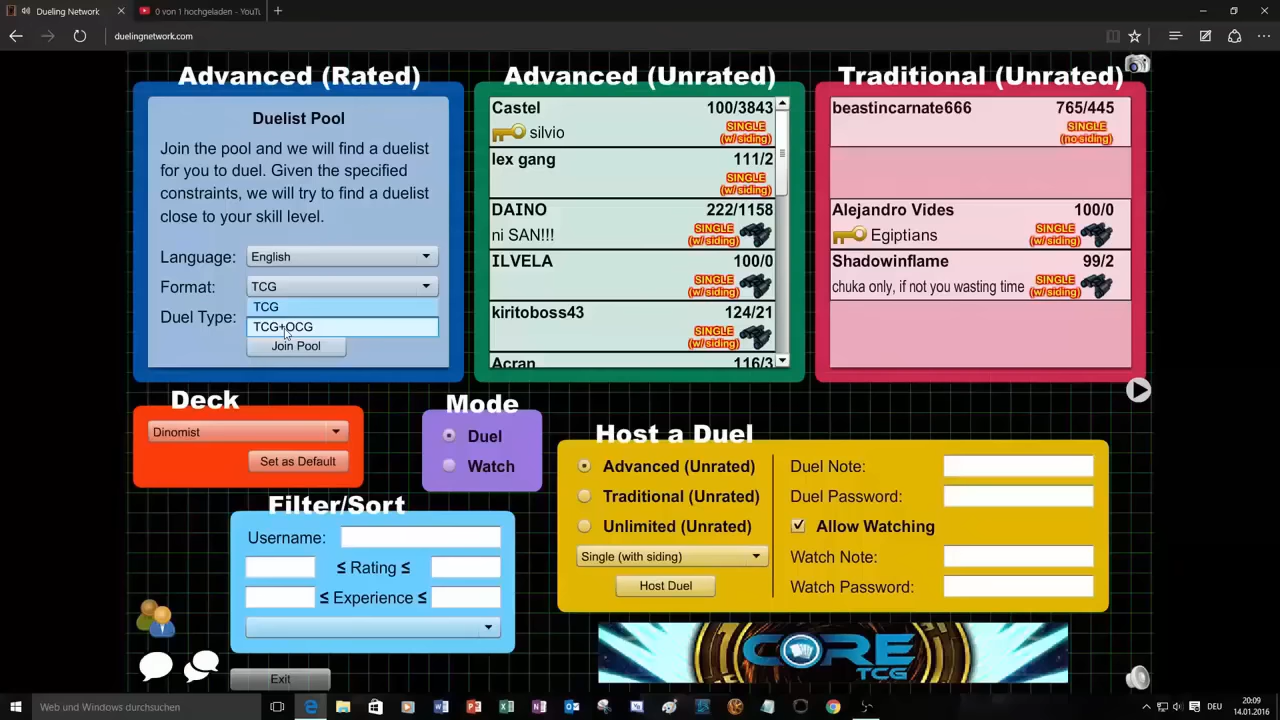 Dueling Network
0 von 1 hochgeladen - YouTu
duelingnetwork.com
Advanced (Rated)
Duelist Pool
Join the pool and we will find a duelist
for you to duel. Given the specified
constraints, we will try to find a duelist
close to your skill level.
Language: English
Format: TCG
TCG
Duel Type:
TCG+OCG
Join Pool
Advanced (Unrated)
Castel 100/3843
silvio SINGLE
(w/ siding)
lex gang 111/2
SINGLE
(w/ siding)
DAINO 222/1158
ni SAN!!! SINGLE
(w/ siding)
ILVELA 100/0
SINGLE
(w/ siding)
kiritoboss43 124/21
SINGLE
(w/ siding)
Acran 116/3
Traditional (Unrated)
beastincarnate666 765/445
SINGLE
(no siding)
Alejandro Vides 100/0
Egiptians SINGLE
(w/ siding)
Shadowinflame 99/2
chuka only, if not you wasting time SINGLE
(w/ siding)
Deck
Dinomist
Set as Default
Mode
Duel
Watch
Filter/Sort
Username:
≤ Rating ≤
≤ Experience ≤
Exit
Host a Duel
Advanced (Unrated)
Traditional (Unrated)
Unlimited (Unrated)
Single (with siding)
Host Duel
Duel Note:
Duel Password:
Allow Watching
Watch Note:
Watch Password:
CORE
TCG
Web und Windows durchsuchen
DEU
20:09
14.01.2016